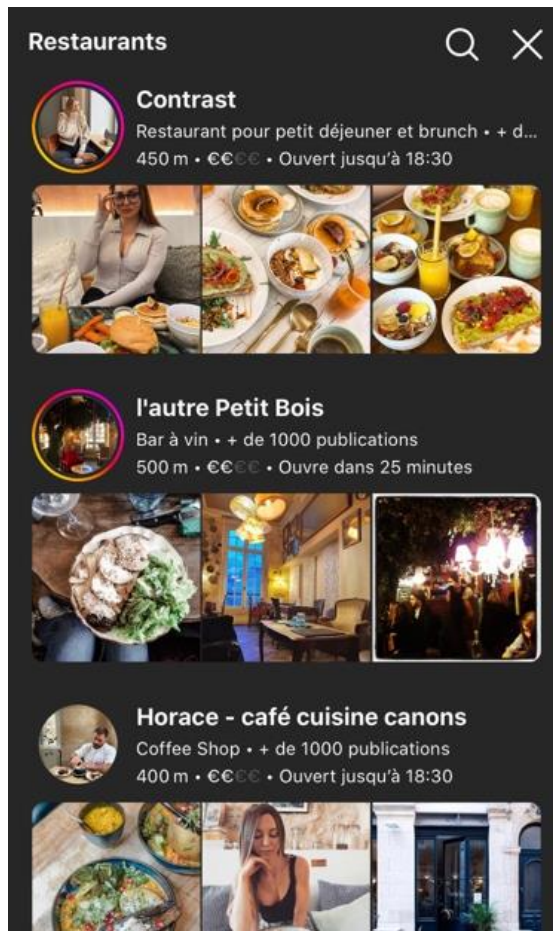 Restaurants
Contrast
Restaurant pour petit déjeuner et brunch • + d...
450 m • €€€€ • Ouvert jusqu'à 18:30
l'autre Petit Bois
Bar à vin • + de 1000 publications
500 m • €€€€ • Ouvre dans 25 minutes
Horace - café cuisine canons
Coffee Shop • + de 1000 publications
400 m • €€€€ • Ouvert jusqu'à 18:30